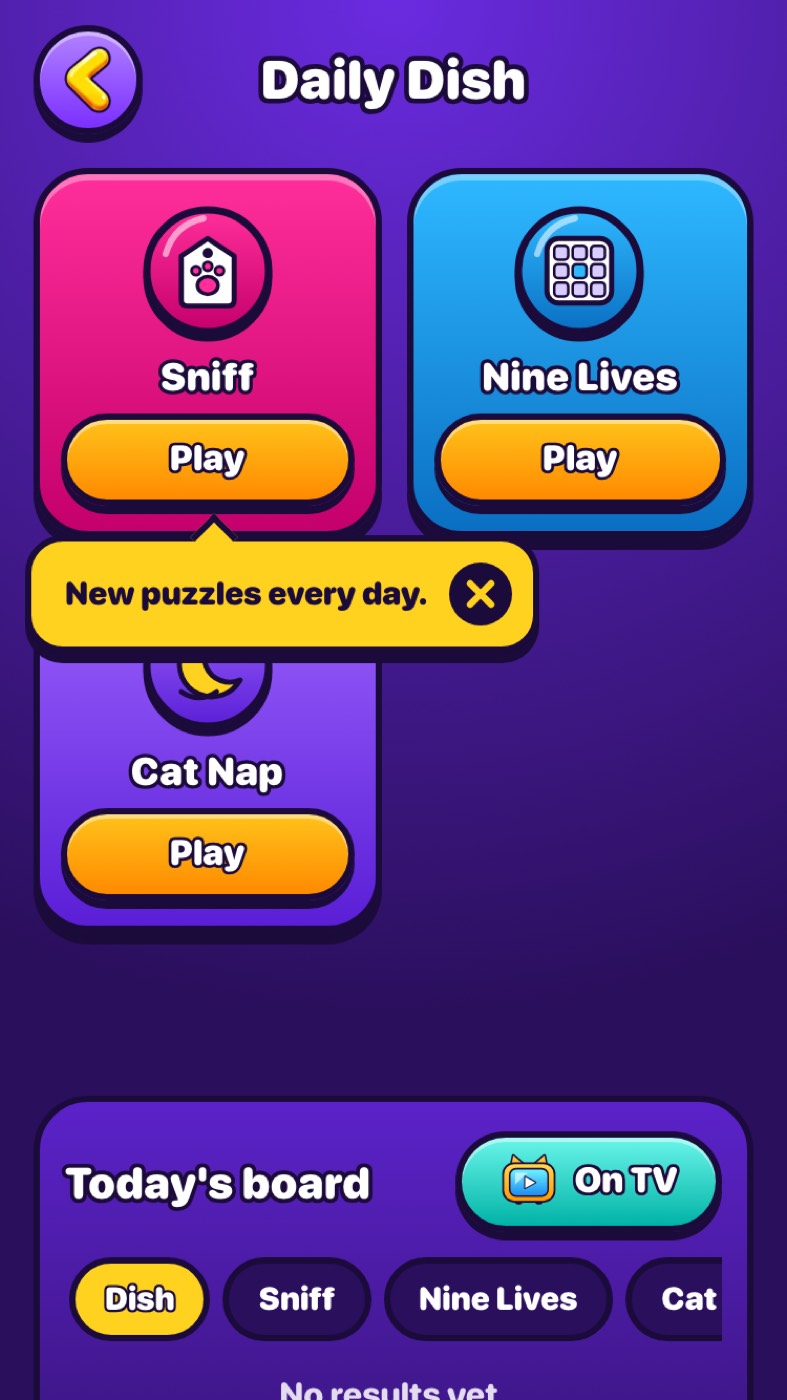 Daily Dish
Sniff
Nine Lives
Play
Play
New puzzles every day.
Cat Nap
Play
Today's board
On TV
Dish
Sniff
Nine Lives
Cat
No results yet